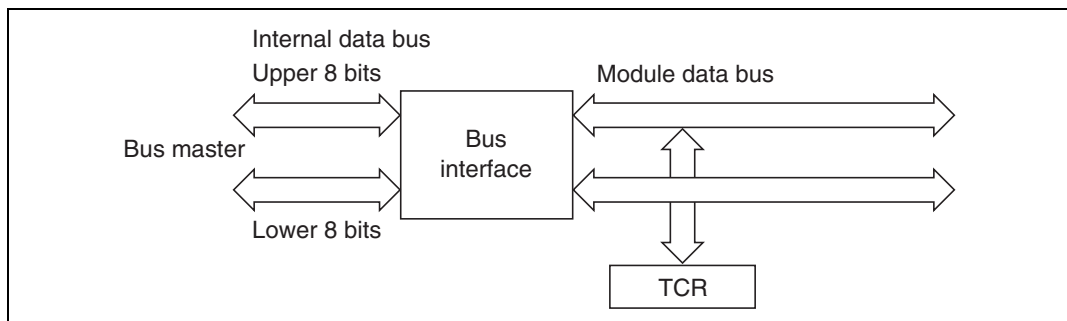 Internal data bus
Upper 8 bits
Module data bus
Bus master
Bus
interface
Lower 8 bits
TCR